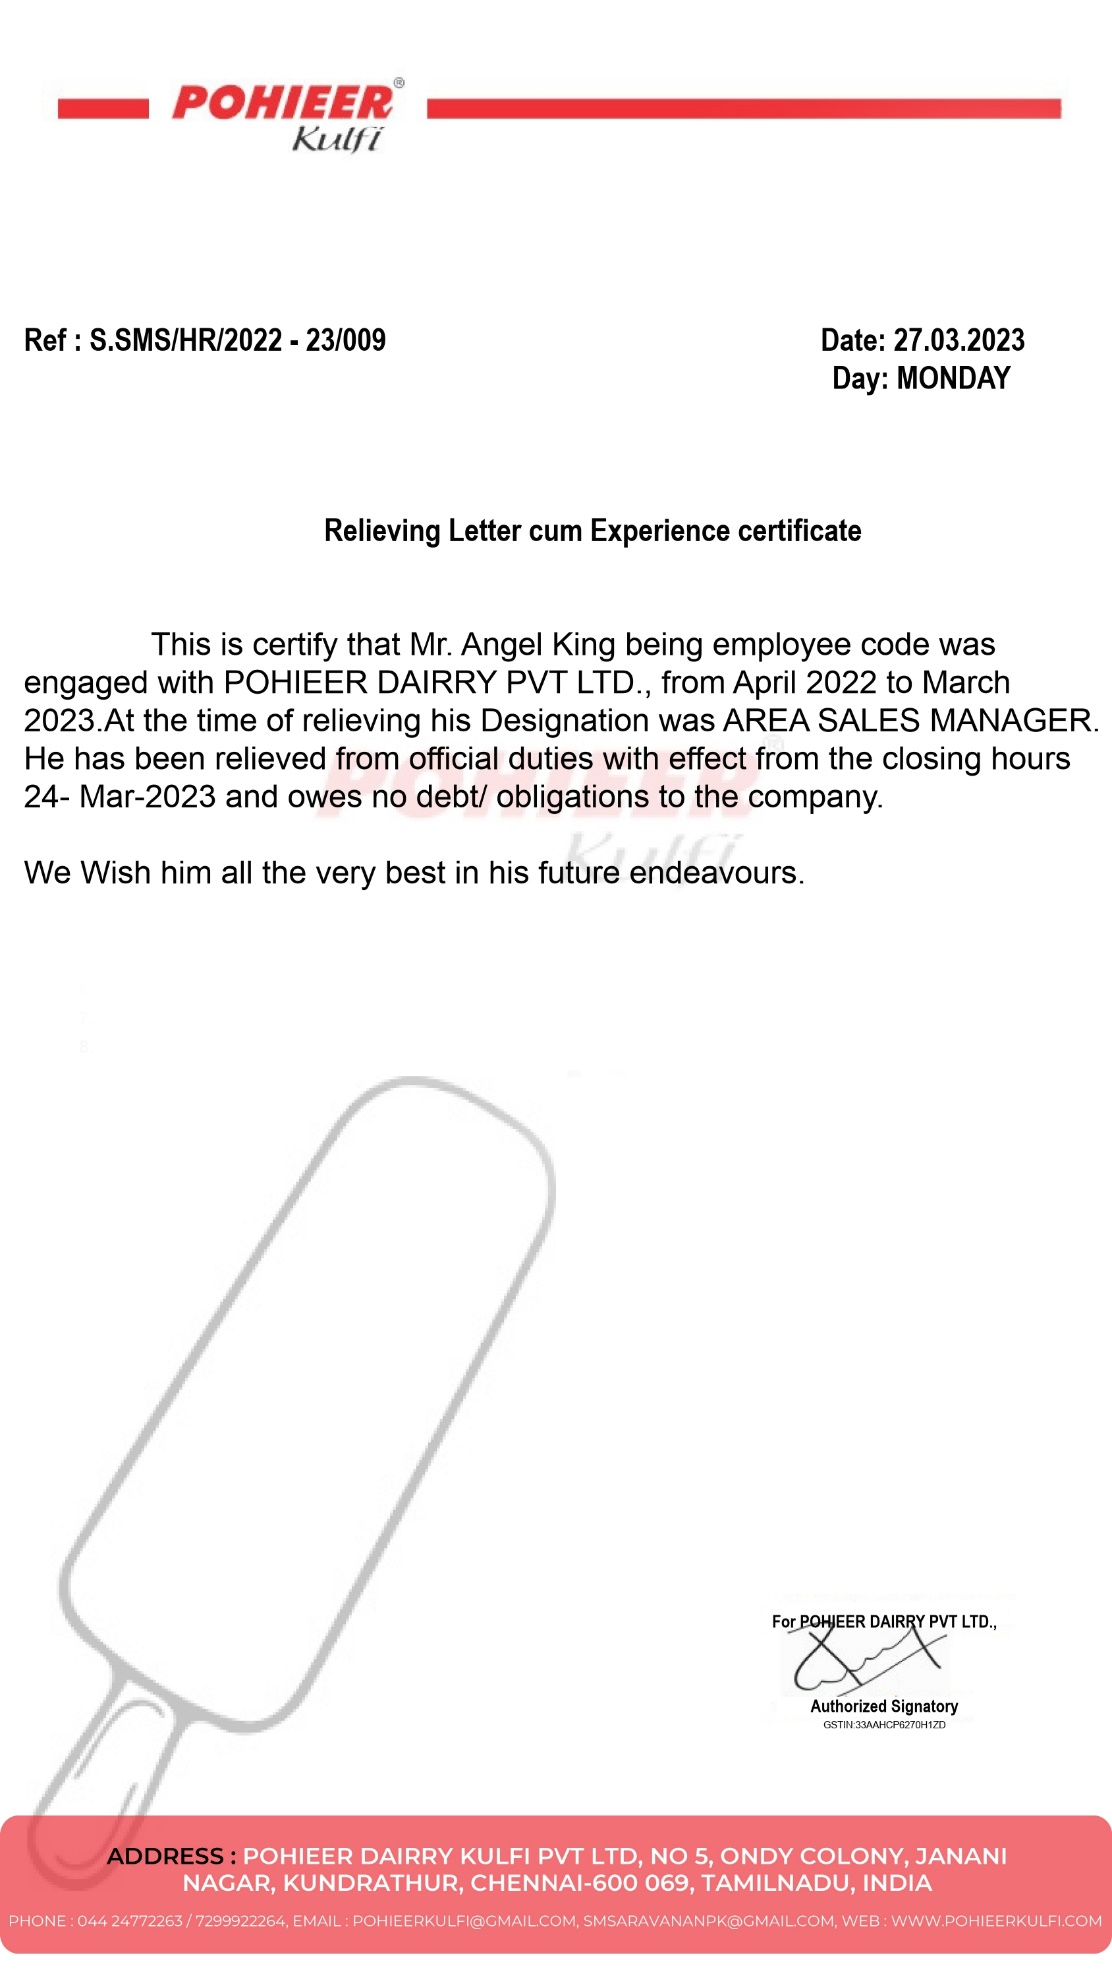 POHIEER®
Kulfi
Ref : S.SMS/HR/2022 - 23/009
Date: 27.03.2023
Day: MONDAY
Relieving Letter cum Experience certificate
This is certify that Mr. Angel King being employee code was
engaged with POHIEER DAIRRY PVT LTD., from April 2022 to March
2023.At the time of relieving his Designation was AREA SALES MANAGER.
He has been relieved from official duties with effect from the closing hours
24- Mar-2023 and owes no debt/ obligations to the company.
POHIEER®
Kulfi
We Wish him all the very best in his future endeavours.
For POHIEER DAIRRY PVT LTD.,
Authorized Signatory
GSTIN:33AAHCP6270H1ZD
ADDRESS : POHIEER DAIRRY KULFI PVT LTD, NO 5, ONDY COLONY, JANANI
NAGAR, KUNDRATHUR, CHENNAI-600 069, TAMILNADU, INDIA
PHONE : 044 24772263 / 7299922264, EMAIL : POHIEERKULFI@GMAIL.COM, SMSARAVANANPK@GMAIL.COM, WEB : WWW.POHIEERKULFI.COM